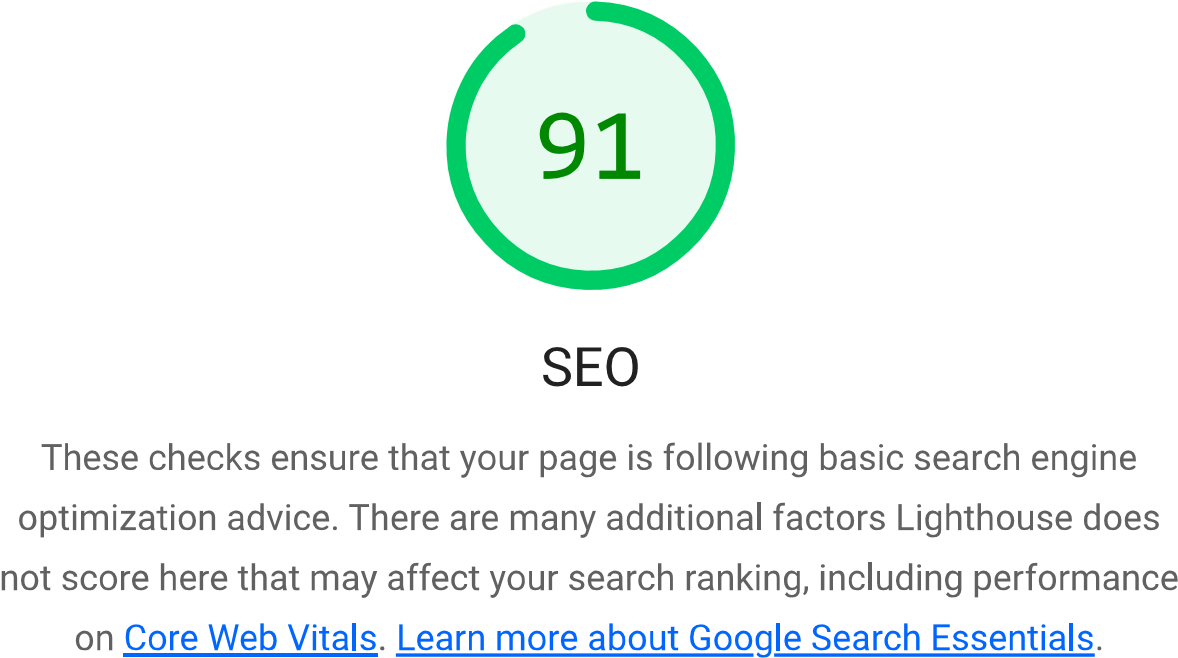 91
SEO
These checks ensure that your page is following basic search engine
optimization advice. There are many additional factors Lighthouse does
not score here that may affect your search ranking, including performance
on Core Web Vitals. Learn more about Google Search Essentials.